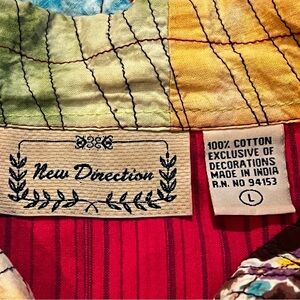 New Direction
100% COTTON
EXCLUSIVE OF
DECORATIONS
MADE IN INDIA
R.N. NO 94153
L